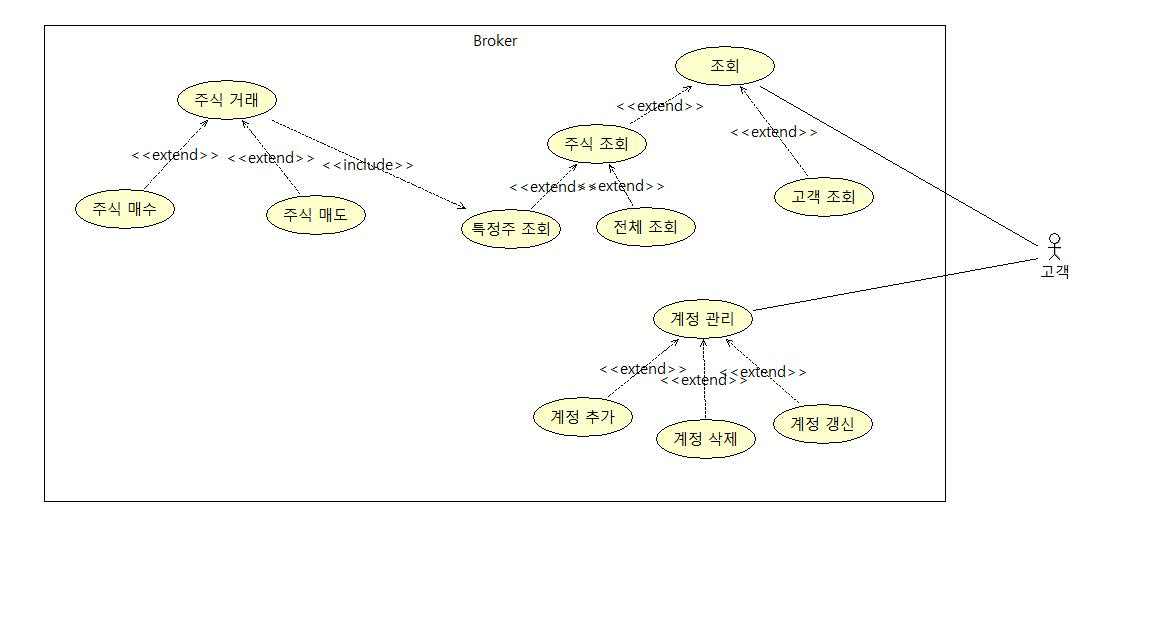 Broker
조회
주식 거래
<<extend>>
<<extend>>
주식 조회
<<extend>>
<<extend>>
<<include>>
<<extend>>
<<extend>>
주식 매수
주식 매도
특정주 조회
전체 조회
고객 조회
고객
계정 관리
<<extend>>
<<extend>>
<<extend>>
계정 추가
계정 삭제
계정 갱신